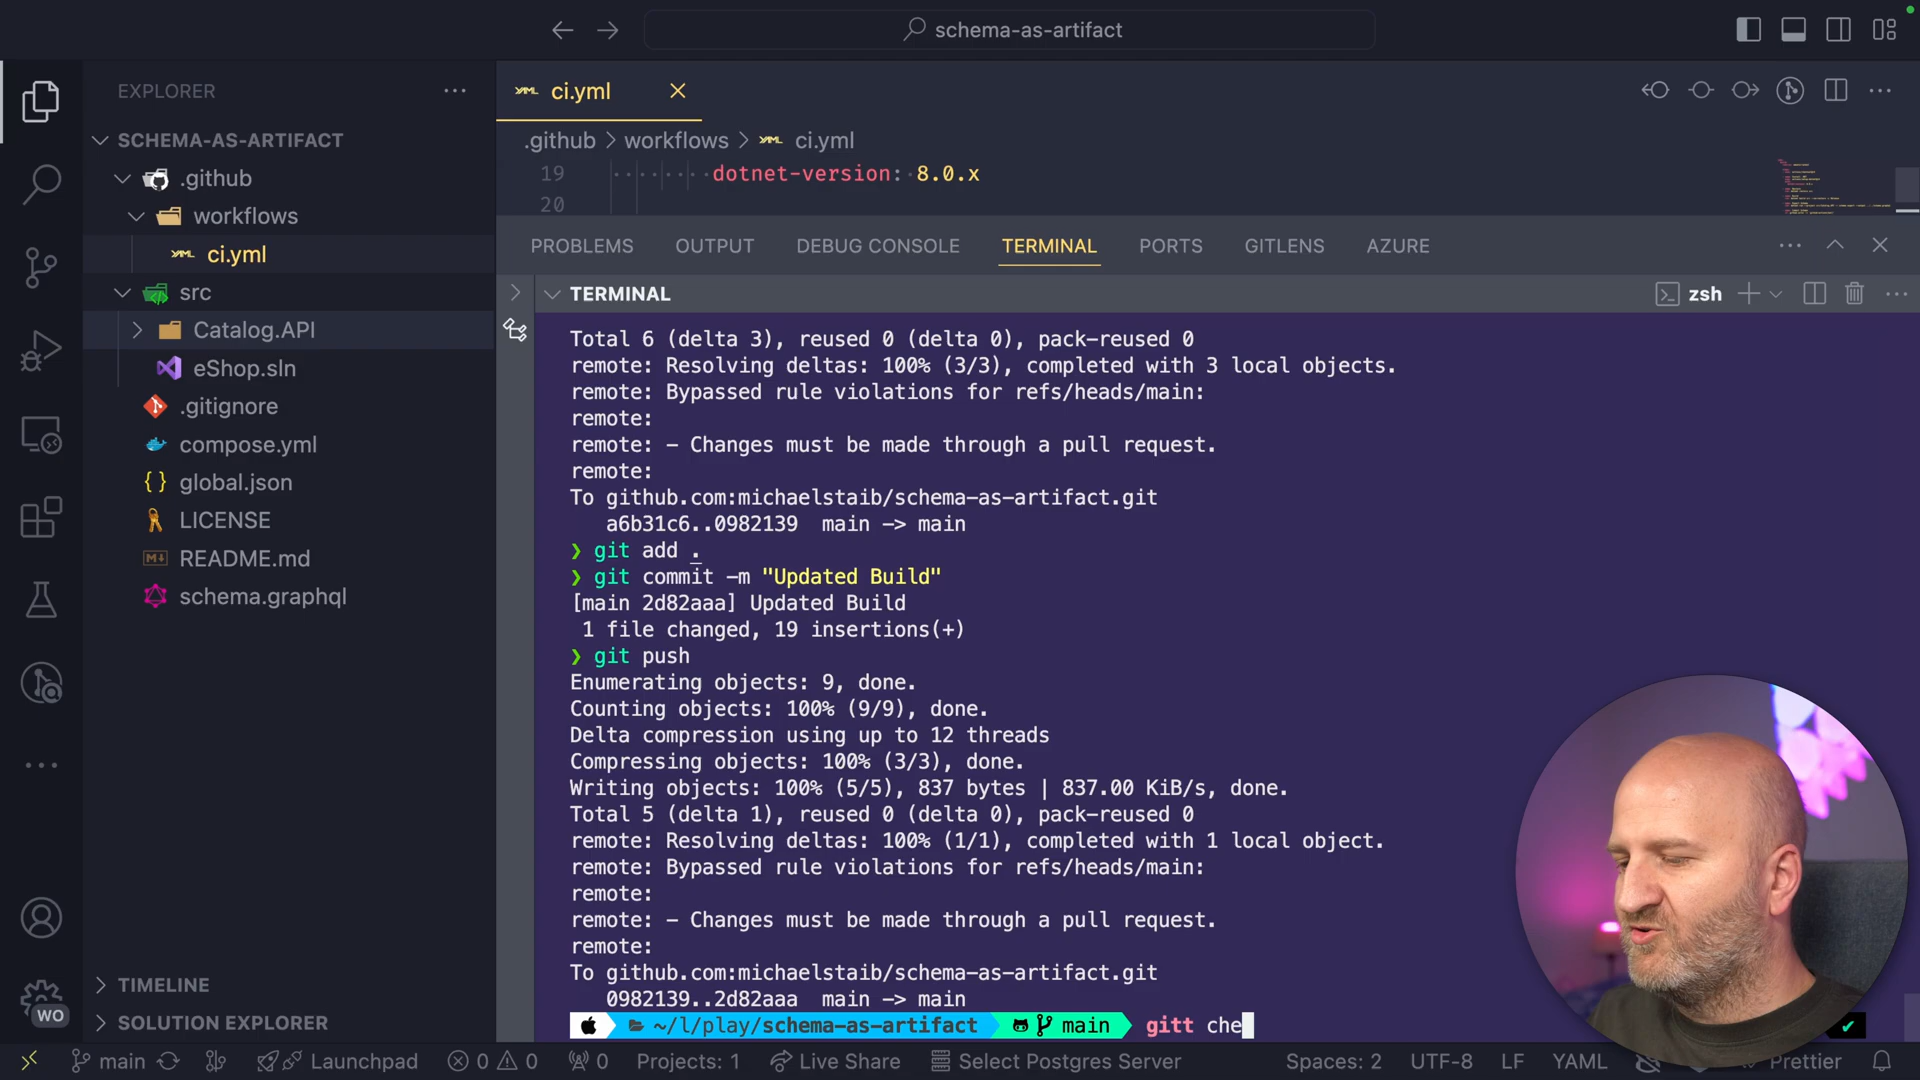 schema-as-artifact
EXPLORER
SCHEMA-AS-ARTIFACT
.github
workflows
ci.yml
src
Catalog.API
eShop.sln
.gitignore
compose.yml
{ } global.json
LICENSE
README.md
schema.graphql
TIMELINE
SOLUTION EXPLORER
WO
ci.yml
.github > workflows > ci.yml
19 dotnet-version: 8.0.x
20
PROBLEMS OUTPUT DEBUG CONSOLE TERMINAL PORTS GITLENS AZURE
TERMINAL
zsh
Total 6 (delta 3), reused 0 (delta 0), pack-reused 0
remote: Resolving deltas: 100% (3/3), completed with 3 local objects.
remote: Bypassed rule violations for refs/heads/main:
remote:
remote: - Changes must be made through a pull request.
remote:
To github.com:michaelstaib/schema-as-artifact.git
a6b31c6..0982139 main -> main
❯ git add .
❯ git commit -m "Updated Build"
[main 2d82aaa] Updated Build
1 file changed, 19 insertions(+)
❯ git push
Enumerating objects: 9, done.
Counting objects: 100% (9/9), done.
Delta compression using up to 12 threads
Compressing objects: 100% (3/3), done.
Writing objects: 100% (5/5), 837 bytes | 837.00 KiB/s, done.
Total 5 (delta 1), reused 0 (delta 0), pack-reused 0
remote: Resolving deltas: 100% (1/1), completed with 1 local object.
remote: Bypassed rule violations for refs/heads/main:
remote:
remote: - Changes must be made through a pull request.
remote:
To github.com:michaelstaib/schema-as-artifact.git
0982139..2d82aaa main -> main
~/l/play/schema-as-artifact main gitt che
main Launchpad 0 0 0 Projects: 1 Live Share Select Postgres Server Spaces: 2 UTF-8 LF YAML Prettier